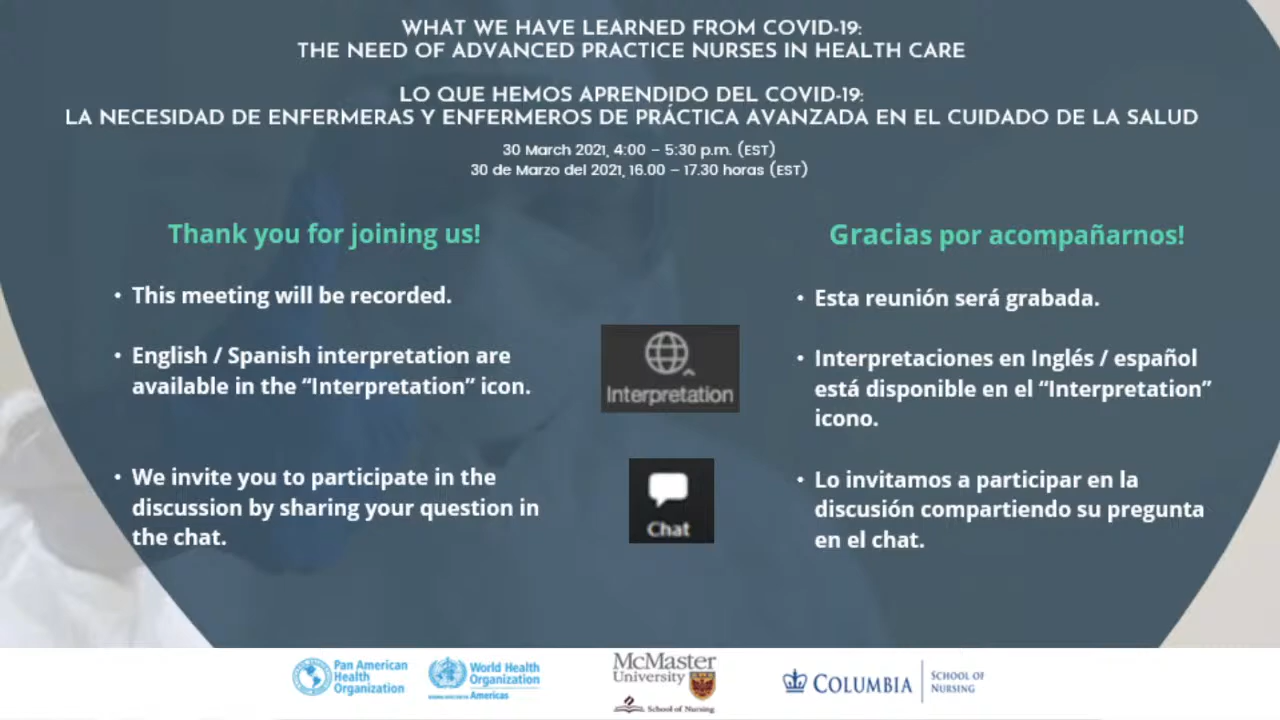 WHAT WE HAVE LEARNED FROM COVID-19:
THE NEED OF ADVANCED PRACTICE NURSES IN HEALTH CARE
LO QUE HEMOS APRENDIDO DEL COVID-19:
LA NECESIDAD DE ENFERMERAS Y ENFERMEROS DE PRÁCTICA AVANZADA EN EL CUIDADO DE LA SALUD
30 March 2021, 4:00 – 5:30 p.m. (EST)
30 de Marzo del 2021, 16.00 – 17.30 horas (EST)
Thank you for joining us!
• This meeting will be recorded.
• English / Spanish interpretation are
available in the “Interpretation” icon.
• We invite you to participate in the
discussion by sharing your question in
the chat.
Interpretation
Chat
Gracias por acompañarnos!
• Esta reunión será grabada.
• Interpretaciones en Inglés / español
está disponible en el “Interpretation”
icono.
• Lo invitamos a participar en la
discusión compartiendo su pregunta
en el chat.
Pan American
Health
Organization
World Health
Organization
Americas
McMaster
University
School of Nursing
COLUMBIA
SCHOOL OF
NURSING